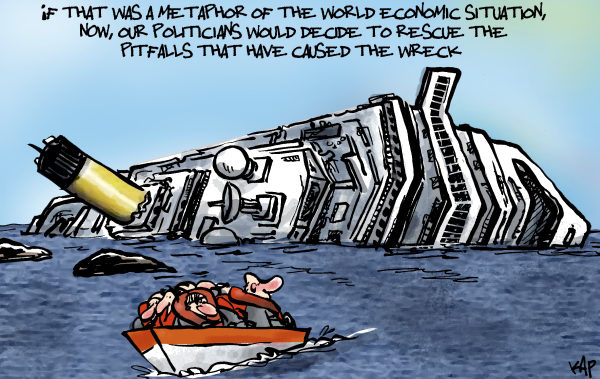 iF THAT WAS A METAPHOR OF THE WORLD ECONOMIC SITUATION,
NOW, OUR POLITICIANS WOULD DECIDE TO RESCUE THE
PITFALLS THAT HAVE CAUSED THE WRECK
KAP